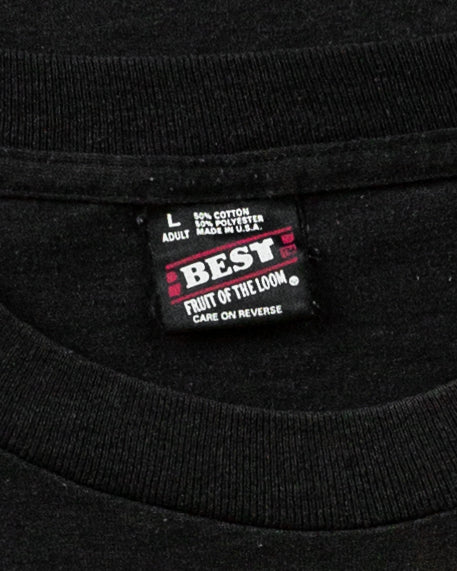 L
ADULT
50% COTTON
50% POLYESTER
MADE IN U.S.A.
BEST
FRUIT OF THE LOOM ®
CARE ON REVERSE